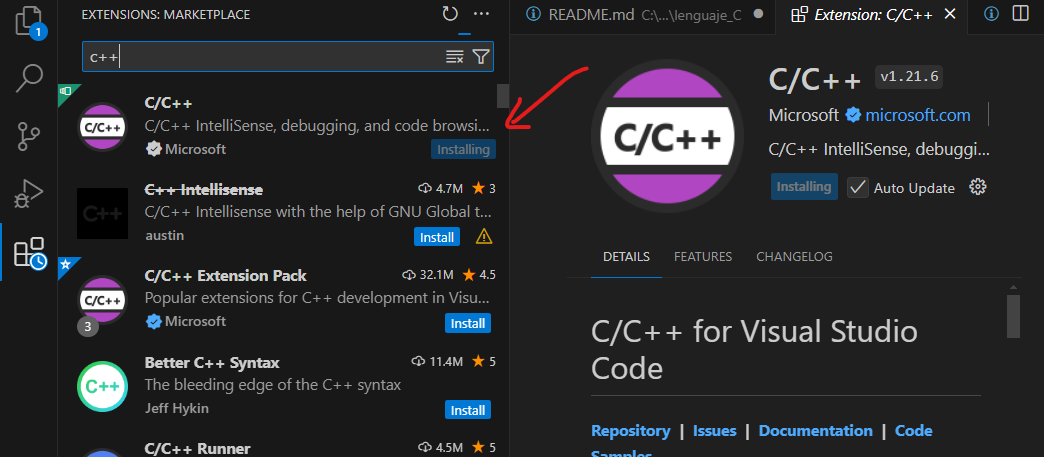 EXTENSIONS: MARKETPLACE
1
c++
C/C++
C/C++
C/C++ IntelliSense, debugging, and code browsi...
Microsoft
Installing
C++
C++ Intellisense
4.7M
3
C/C++ Intellisense with the help of GNU Global t...
austin
Install
C/C++
3
C/C++ Extension Pack
32.1M
4.5
Popular extensions for C++ development in Visu...
Microsoft
Install
C++
Better C++ Syntax
11.4M
5
The bleeding edge of the C++ syntax
Jeff Hykin
Install
C/C++ Runner
4.5M
5
README.md C:\...\lenguaje_C
Extension: C/C++
C/C++
C/C++ v1.21.6
Microsoft microsoft.com
C/C++ IntelliSense, debuggi...
Installing Auto Update
DETAILS FEATURES CHANGELOG
C/C++ for Visual Studio
Code
Repository | Issues | Documentation | Code
Samples